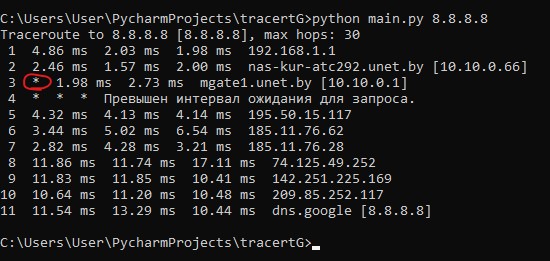 C:\Users\User\PycharmProjects\tracertG>python main.py 8.8.8.8
Traceroute to 8.8.8.8 [8.8.8.8], max hops: 30
1 4.86 ms 2.03 ms 1.98 ms 192.168.1.1
2 2.46 ms 1.57 ms 2.00 ms nas-kur-atc292.unet.by [10.10.0.66]
3 * 1.98 ms 2.73 ms mgate1.unet.by [10.10.0.1]
4 * * * Превышен интервал ожидания для запроса.
5 4.32 ms 4.13 ms 4.14 ms 195.50.15.117
6 3.44 ms 5.02 ms 6.54 ms 185.11.76.62
7 2.82 ms 4.28 ms 3.21 ms 185.11.76.28
8 11.86 ms 11.74 ms 17.11 ms 74.125.49.252
9 11.83 ms 11.85 ms 10.41 ms 142.251.225.169
10 10.64 ms 11.20 ms 10.48 ms 209.85.252.117
11 11.54 ms 13.29 ms 10.44 ms dns.google [8.8.8.8]
C:\Users\User\PycharmProjects\tracertG>